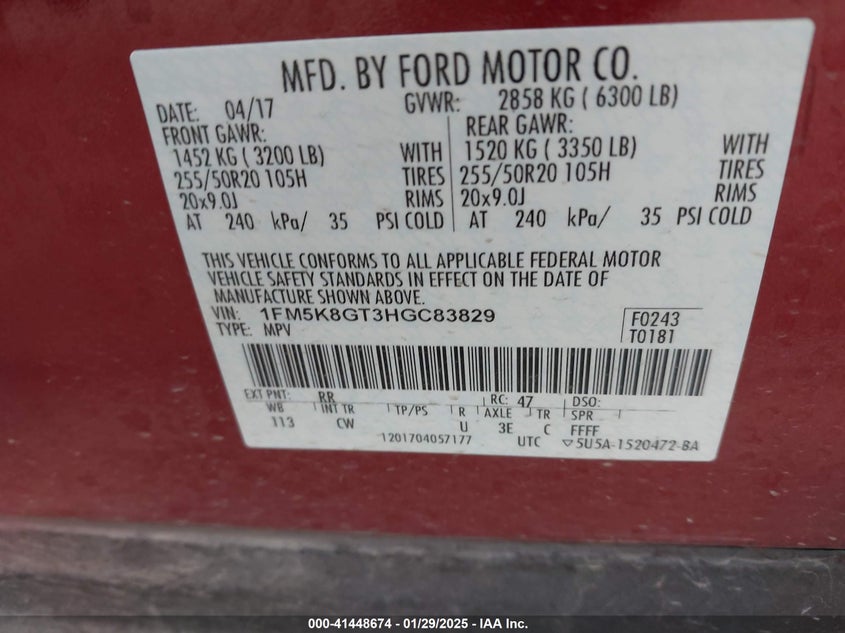 MFD. BY FORD MOTOR CO.
DATE: 04/17 GVWR: 2858 KG ( 6300 LB)
FRONT GAWR: REAR GAWR:
1452 KG ( 3200 LB) WITH 1520 KG ( 3350 LB) WITH
255/50R20 105H TIRES 255/50R20 105H TIRES
20x9.0J RIMS 20x9.0J RIMS
AT 240 kPa/ 35 PSI COLD AT 240 kPa/ 35 PSI COLD
THIS VEHICLE CONFORMS TO ALL APPLICABLE FEDERAL MOTOR
VEHICLE SAFETY STANDARDS IN EFFECT ON THE DATE OF
MANUFACTURE SHOWN ABOVE.
VIN: 1FM5K8GT3HGC83829 F0243
TYPE: MPV T0181
EXT PNT: RR RC: 47 DSO:
WB INT TR TP/PS R AXLE TR SPR
113 CW U 3E C FFFF
1201704057177 UTC ▽5U5A-1520472-BA
000-41448674 / 01/29/2025 - IAA Inc.